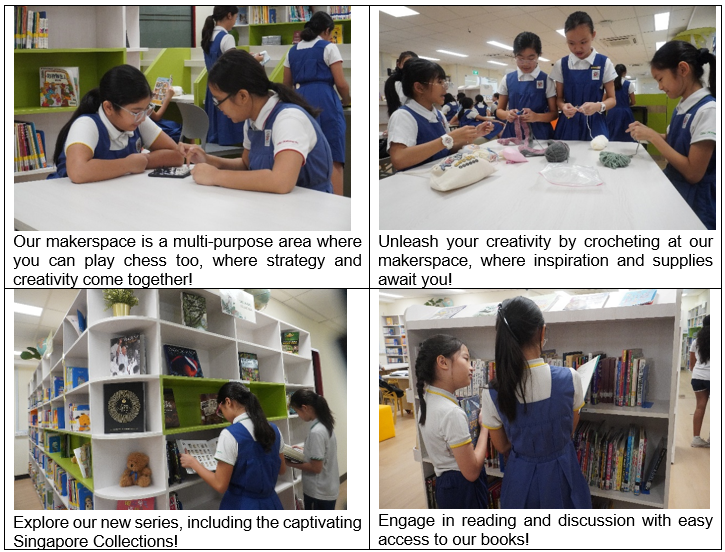 Our makerspace is a multi-purpose area where
you can play chess too, where strategy and
creativity come together!
Unleash your creativity by crocheting at our
makerspace, where inspiration and supplies
await you!
Explore our new series, including the captivating
Singapore Collections!
Engage in reading and discussion with easy
access to our books!